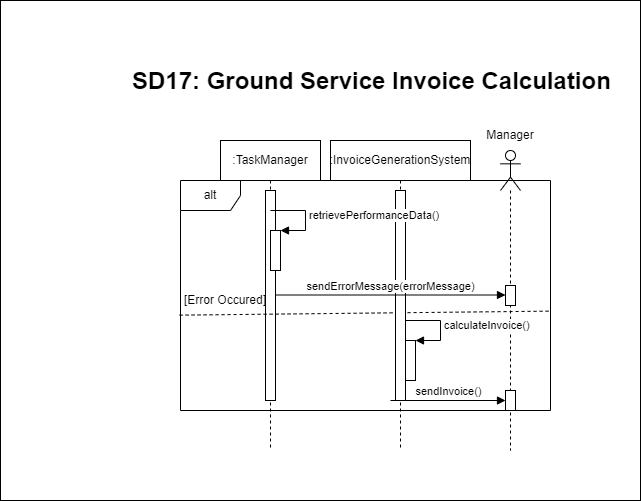 SD17: Ground Service Invoice Calculation
Manager
:TaskManager
:InvoiceGenerationSystem
alt
retrievePerformanceData()
sendErrorMessage(errorMessage)
[Error Occured]
calculateInvoice()
sendInvoice()